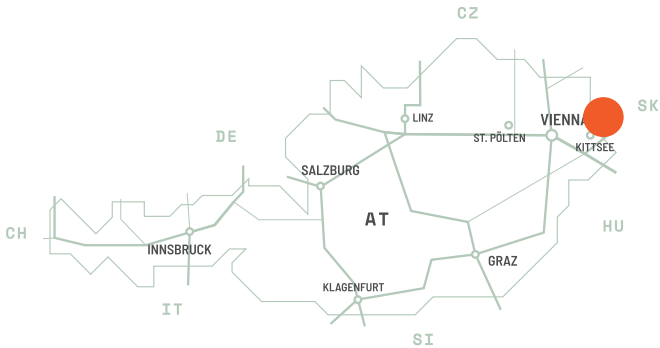 CZ
SK
LINZ
VIENNA
ST. PÖLTEN
KITTSEE
DE
SALZBURG
AT
HU
CH
INNSBRUCK
GRAZ
KLAGENFURT
IT
SI